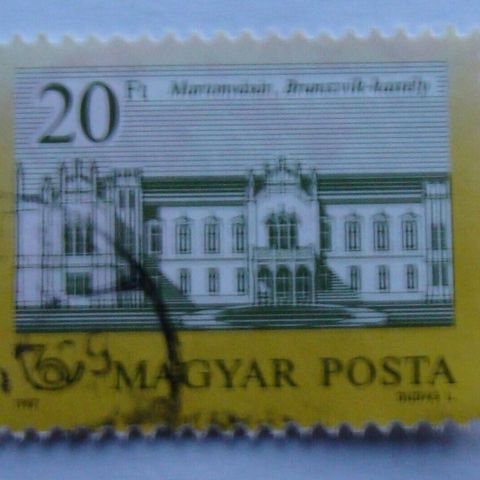 20 Ft Martonvásár, Brunszvik-kastély
MAGYAR POSTA
1987